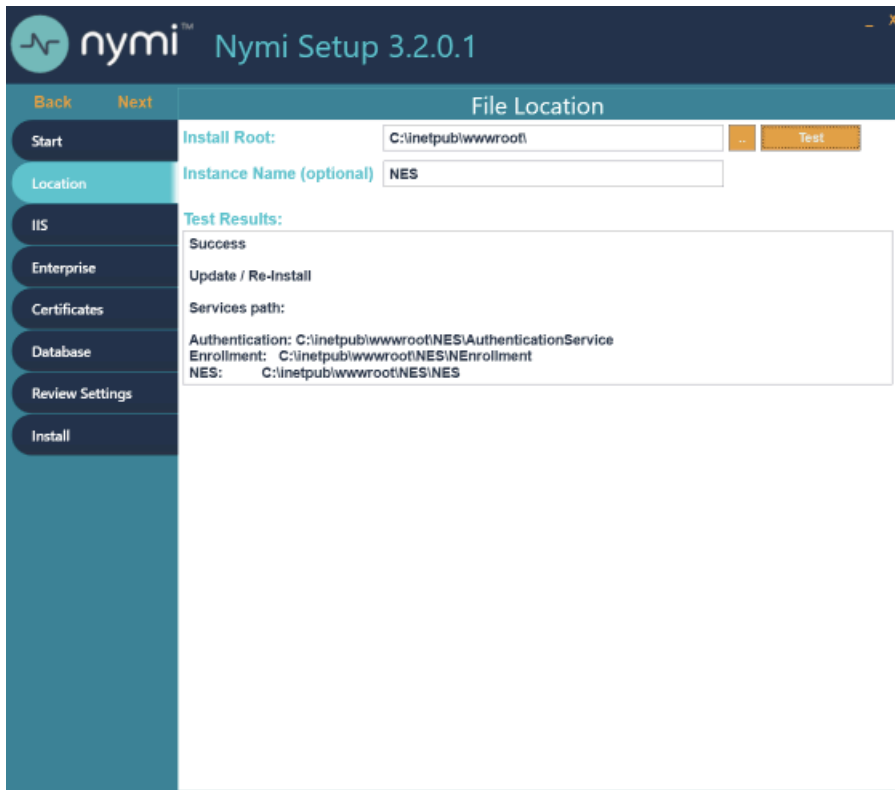 nymi™ Nymi Setup 3.2.0.1
_ x
Back Next
File Location
Start
Location
IIS
Enterprise
Certificates
Database
Review Settings
Install
Install Root: C:\inetpub\wwwroot\ .. Test
Instance Name (optional) NES
Test Results:
Success
Update / Re-Install
Services path:
Authentication: C:\inetpub\wwwroot\NES\AuthenticationService
Enrollment: C:\inetpub\wwwroot\NES\NEnrollment
NES: C:\inetpub\wwwroot\NES\NES